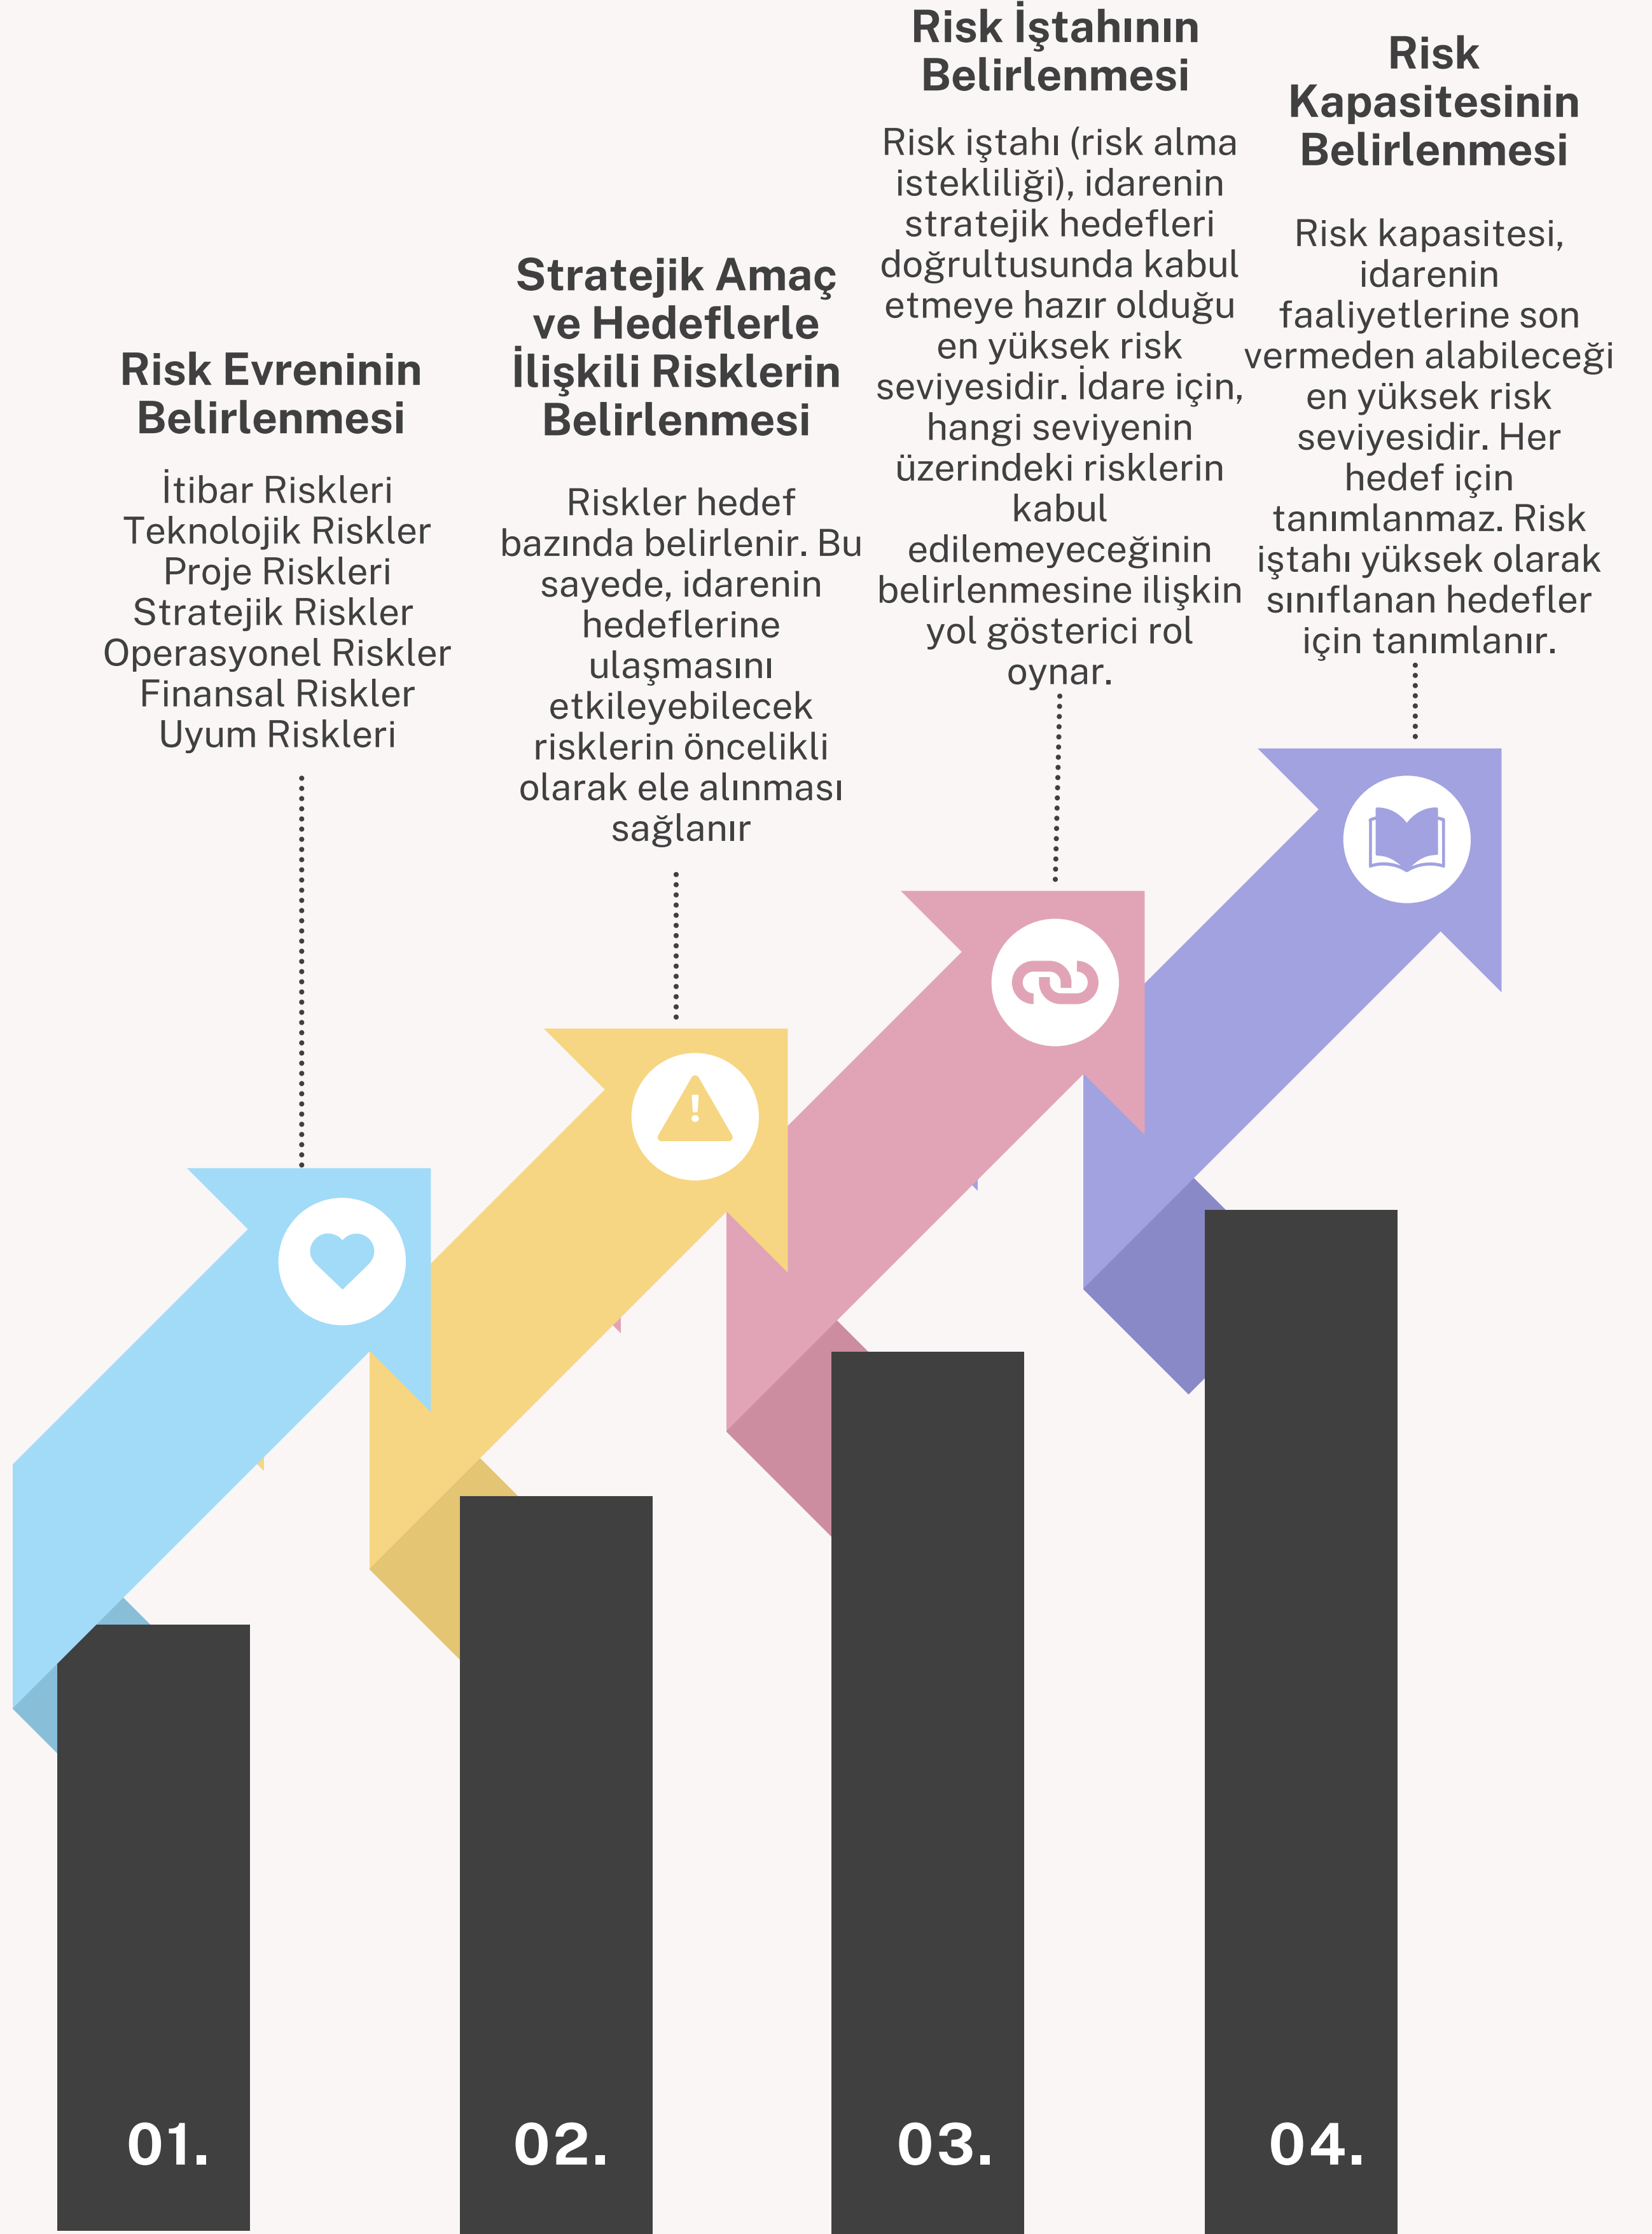 Risk Evreninin
Belirlenmesi
İtibar Riskleri
Teknolojik Riskler
Proje Riskleri
Stratejik Riskler
Operasyonel Riskler
Finansal Riskler
Uyum Riskleri
Stratejik Amaç
ve Hedeflerle
İlişkili Risklerin
Belirlenmesi
Riskler hedef
bazında belirlenir. Bu
sayede, idarenin
hedeflerine
ulaşmasını
etkileyebilecek
risklerin öncelikli
olarak ele alınması
sağlanır
Risk İştahının
Belirlenmesi
Risk iştahı (risk alma
istekliliği), idarenin
stratejik hedefleri
doğrultusunda kabul
etmeye hazır olduğu
en yüksek risk
seviyesidir. İdare için,
hangi seviyenin
üzerindeki risklerin
kabul
edilemeyeceğinin
belirlenmesine ilişkin
yol gösterici rol
oynar.
Risk
Kapasitesinin
Belirlenmesi
Risk kapasitesi,
idarenin
faaliyetlerine son
vermeden alabileceği
en yüksek risk
seviyesidir. Her
hedef için
tanımlanmaz. Risk
iştahı yüksek olarak
sınıflanan hedefler
için tanımlanır.
!
01.
02.
03.
04.